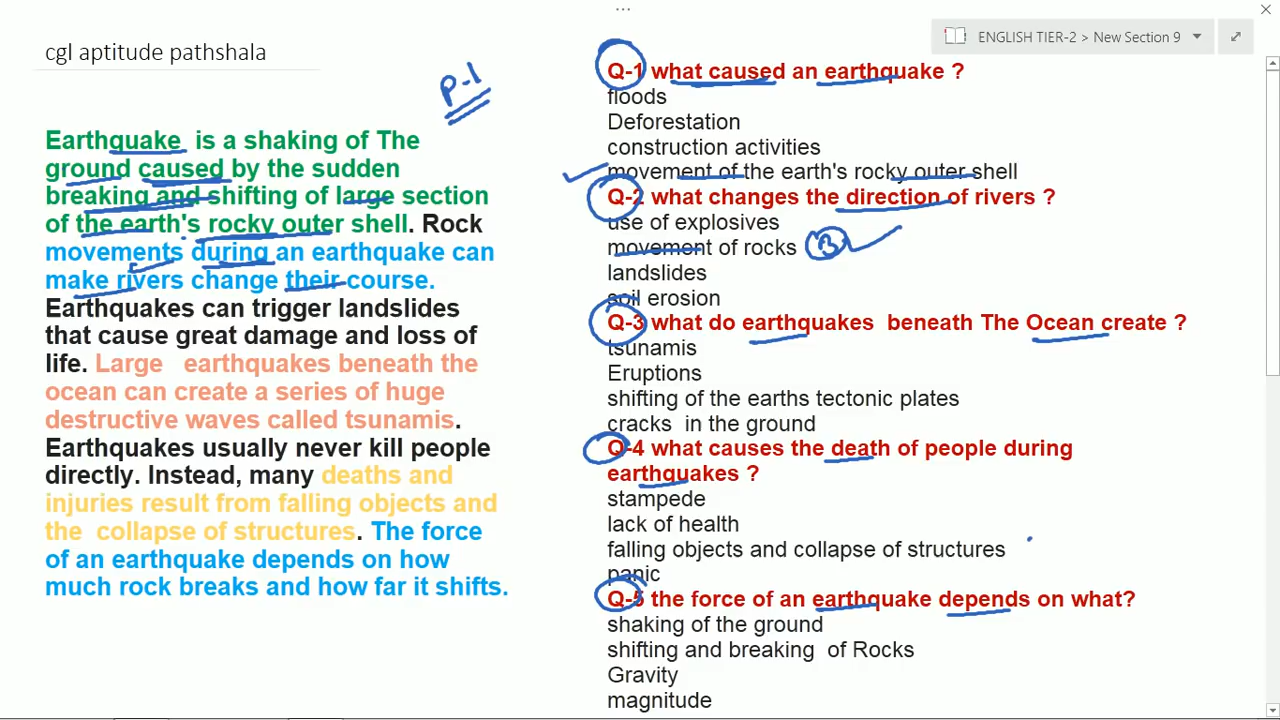 ENGLISH TIER-2 > New Section 9
cgl aptitude pathshala
P-1
Earthquake is a shaking of The
ground caused by the sudden
breaking and shifting of large section
of the earth's rocky outer shell. Rock
movements during an earthquake can
make rivers change their course.
Earthquakes can trigger landslides
that cause great damage and loss of
life. Large earthquakes beneath the
ocean can create a series of huge
destructive waves called tsunamis.
Earthquakes usually never kill people
directly. Instead, many deaths and
injuries result from falling objects and
the collapse of structures. The force
of an earthquake depends on how
much rock breaks and how far it shifts.
Q-1 what caused an earthquake ?
floods
Deforestation
construction activities
movement of the earth's rocky outer shell
Q-2 what changes the direction of rivers ?
use of explosives
movement of rocks
landslides
soil erosion
Q-3 what do earthquakes beneath The Ocean create ?
tsunamis
Eruptions
shifting of the earths tectonic plates
cracks in the ground
Q-4 what causes the death of people during
earthquakes ?
stampede
lack of health
falling objects and collapse of structures
panic
Q-5 the force of an earthquake depends on what?
shaking of the ground
shifting and breaking of Rocks
Gravity
magnitude